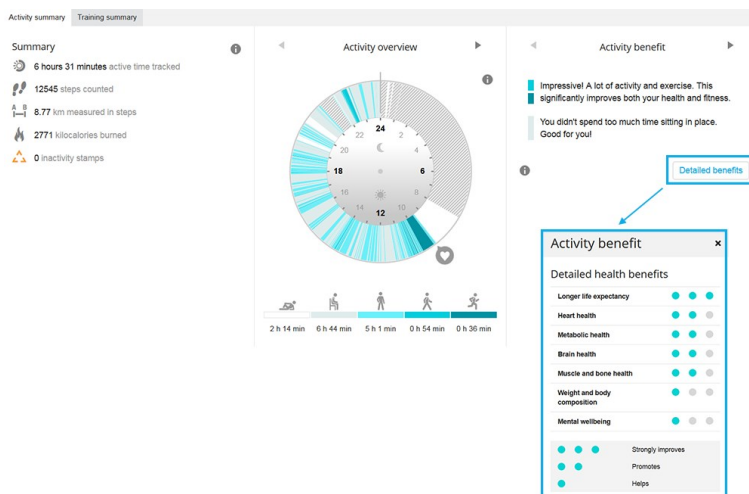 Activity summary
Training summary
Summary
6 hours 31 minutes active time tracked
12545 steps counted
A B
8.77 km measured in steps
2771 kilocalories burned
0 inactivity stamps
Activity overview
24
22
2
20
4
18
6
16
8
14
10
12
2 h 14 min
6 h 44 min
5 h 1 min
0 h 54 min
0 h 36 min
Activity benefit
Impressive! A lot of activity and exercise. This
significantly improves both your health and fitness.
You didn't spend too much time sitting in place.
Good for you!
Detailed benefits
Activity benefit
Detailed health benefits
Longer life expectancy
Heart health
Metabolic health
Brain health
Muscle and bone health
Weight and body
composition
Mental wellbeing
Strongly improves
Promotes
Helps